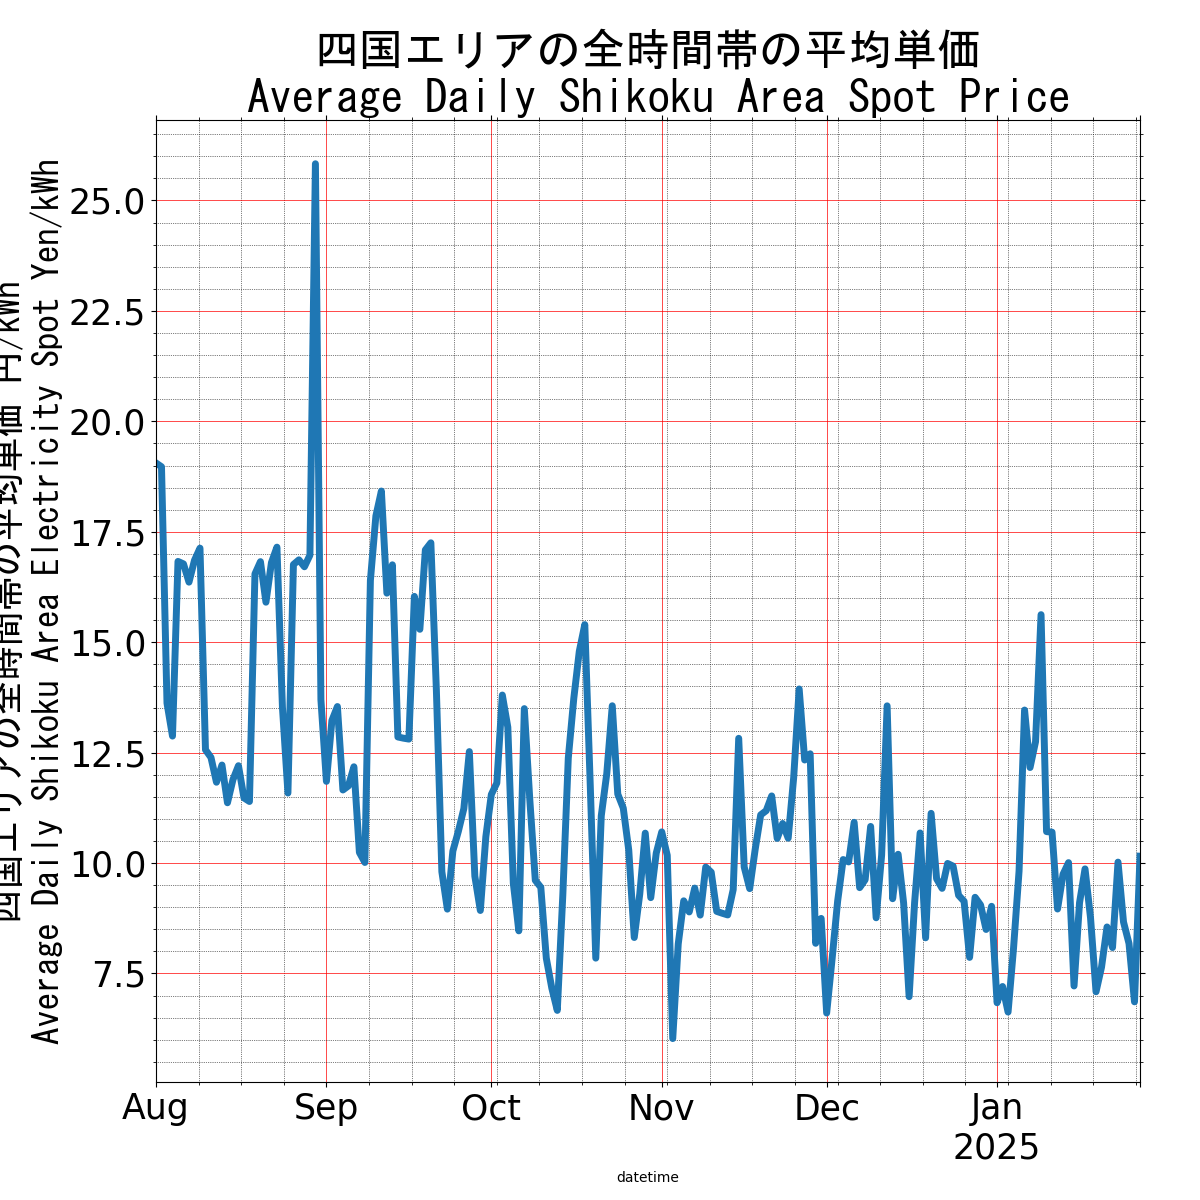 四国エリアの全時間帯の平均単価
Average Daily Shikoku Area Spot Price
四国エリアの全時間帯の平均単価 円/kWh
Average Daily Shikoku Area Electricity Spot Yen/kWh
25.0
22.5
20.0
17.5
15.0
12.5
10.0
7.5
Aug Sep Oct Nov Dec Jan
2025
datetime